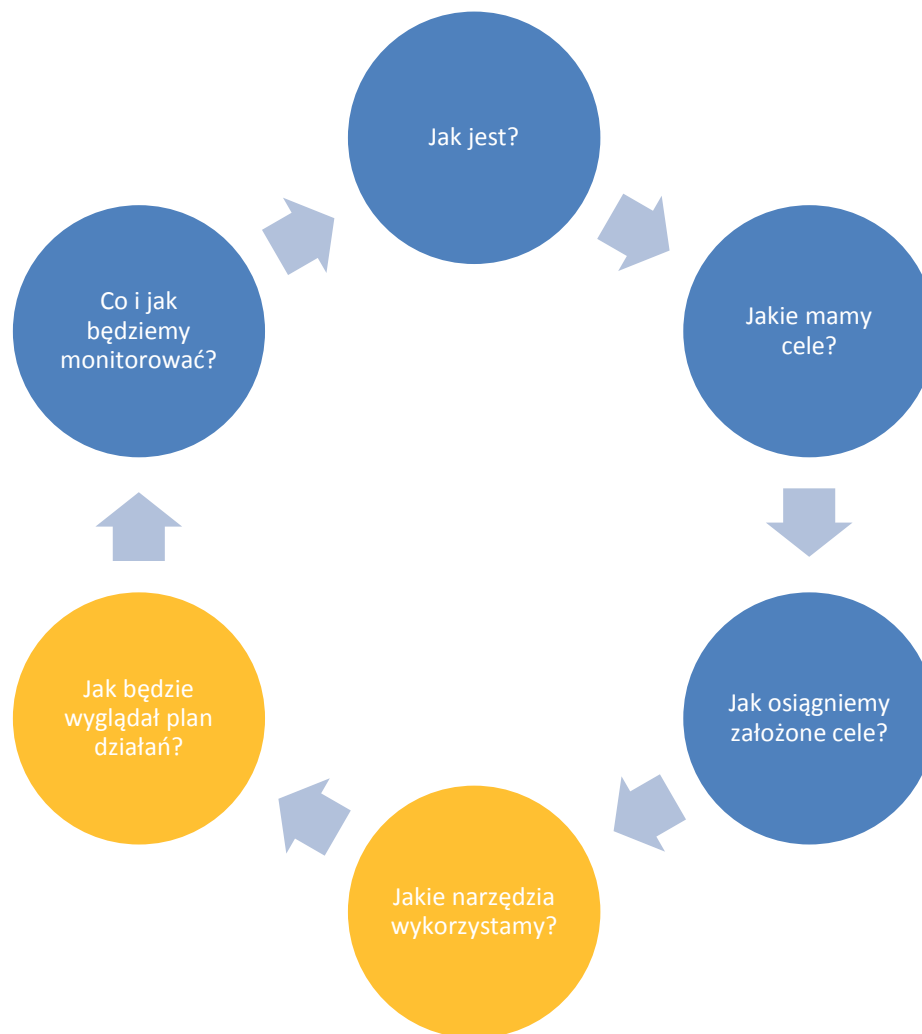 Jak jest?
Jakie mamy
cele?
Jak osiągniemy
założone cele?
Jakie narzędzia
wykorzystamy?
Jak będzie
wyglądał plan
działań?
Co i jak
będziemy
monitorować?